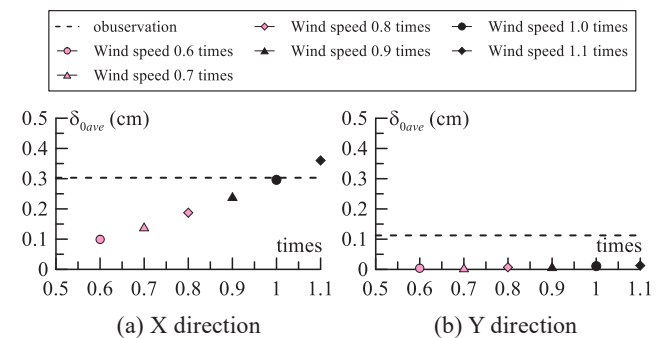 obuservation
Wind speed 0.8 times
Wind speed 1.0 times
Wind speed 0.6 times
Wind speed 0.9 times
Wind speed 1.1 times
Wind speed 0.7 times
0.5 δ0ave (cm)
0.4
0.3
0.2
0.1
0
times
0.5 0.6 0.7 0.8 0.9 1 1.1
(a) X direction
0.5 δ0ave (cm)
0.4
0.3
0.2
0.1
0
times
0.5 0.6 0.7 0.8 0.9 1 1.1
(b) Y direction